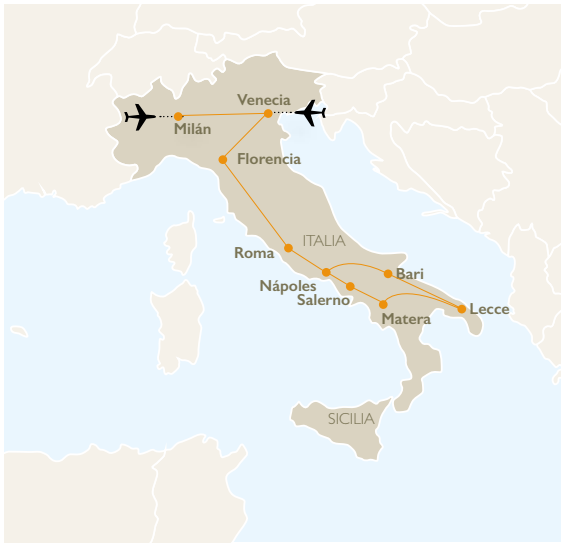 Venecia
Milán
Florencia
ITALIA
Roma
Bari
Nápoles
Salerno
Lecce
Matera
SICILIA